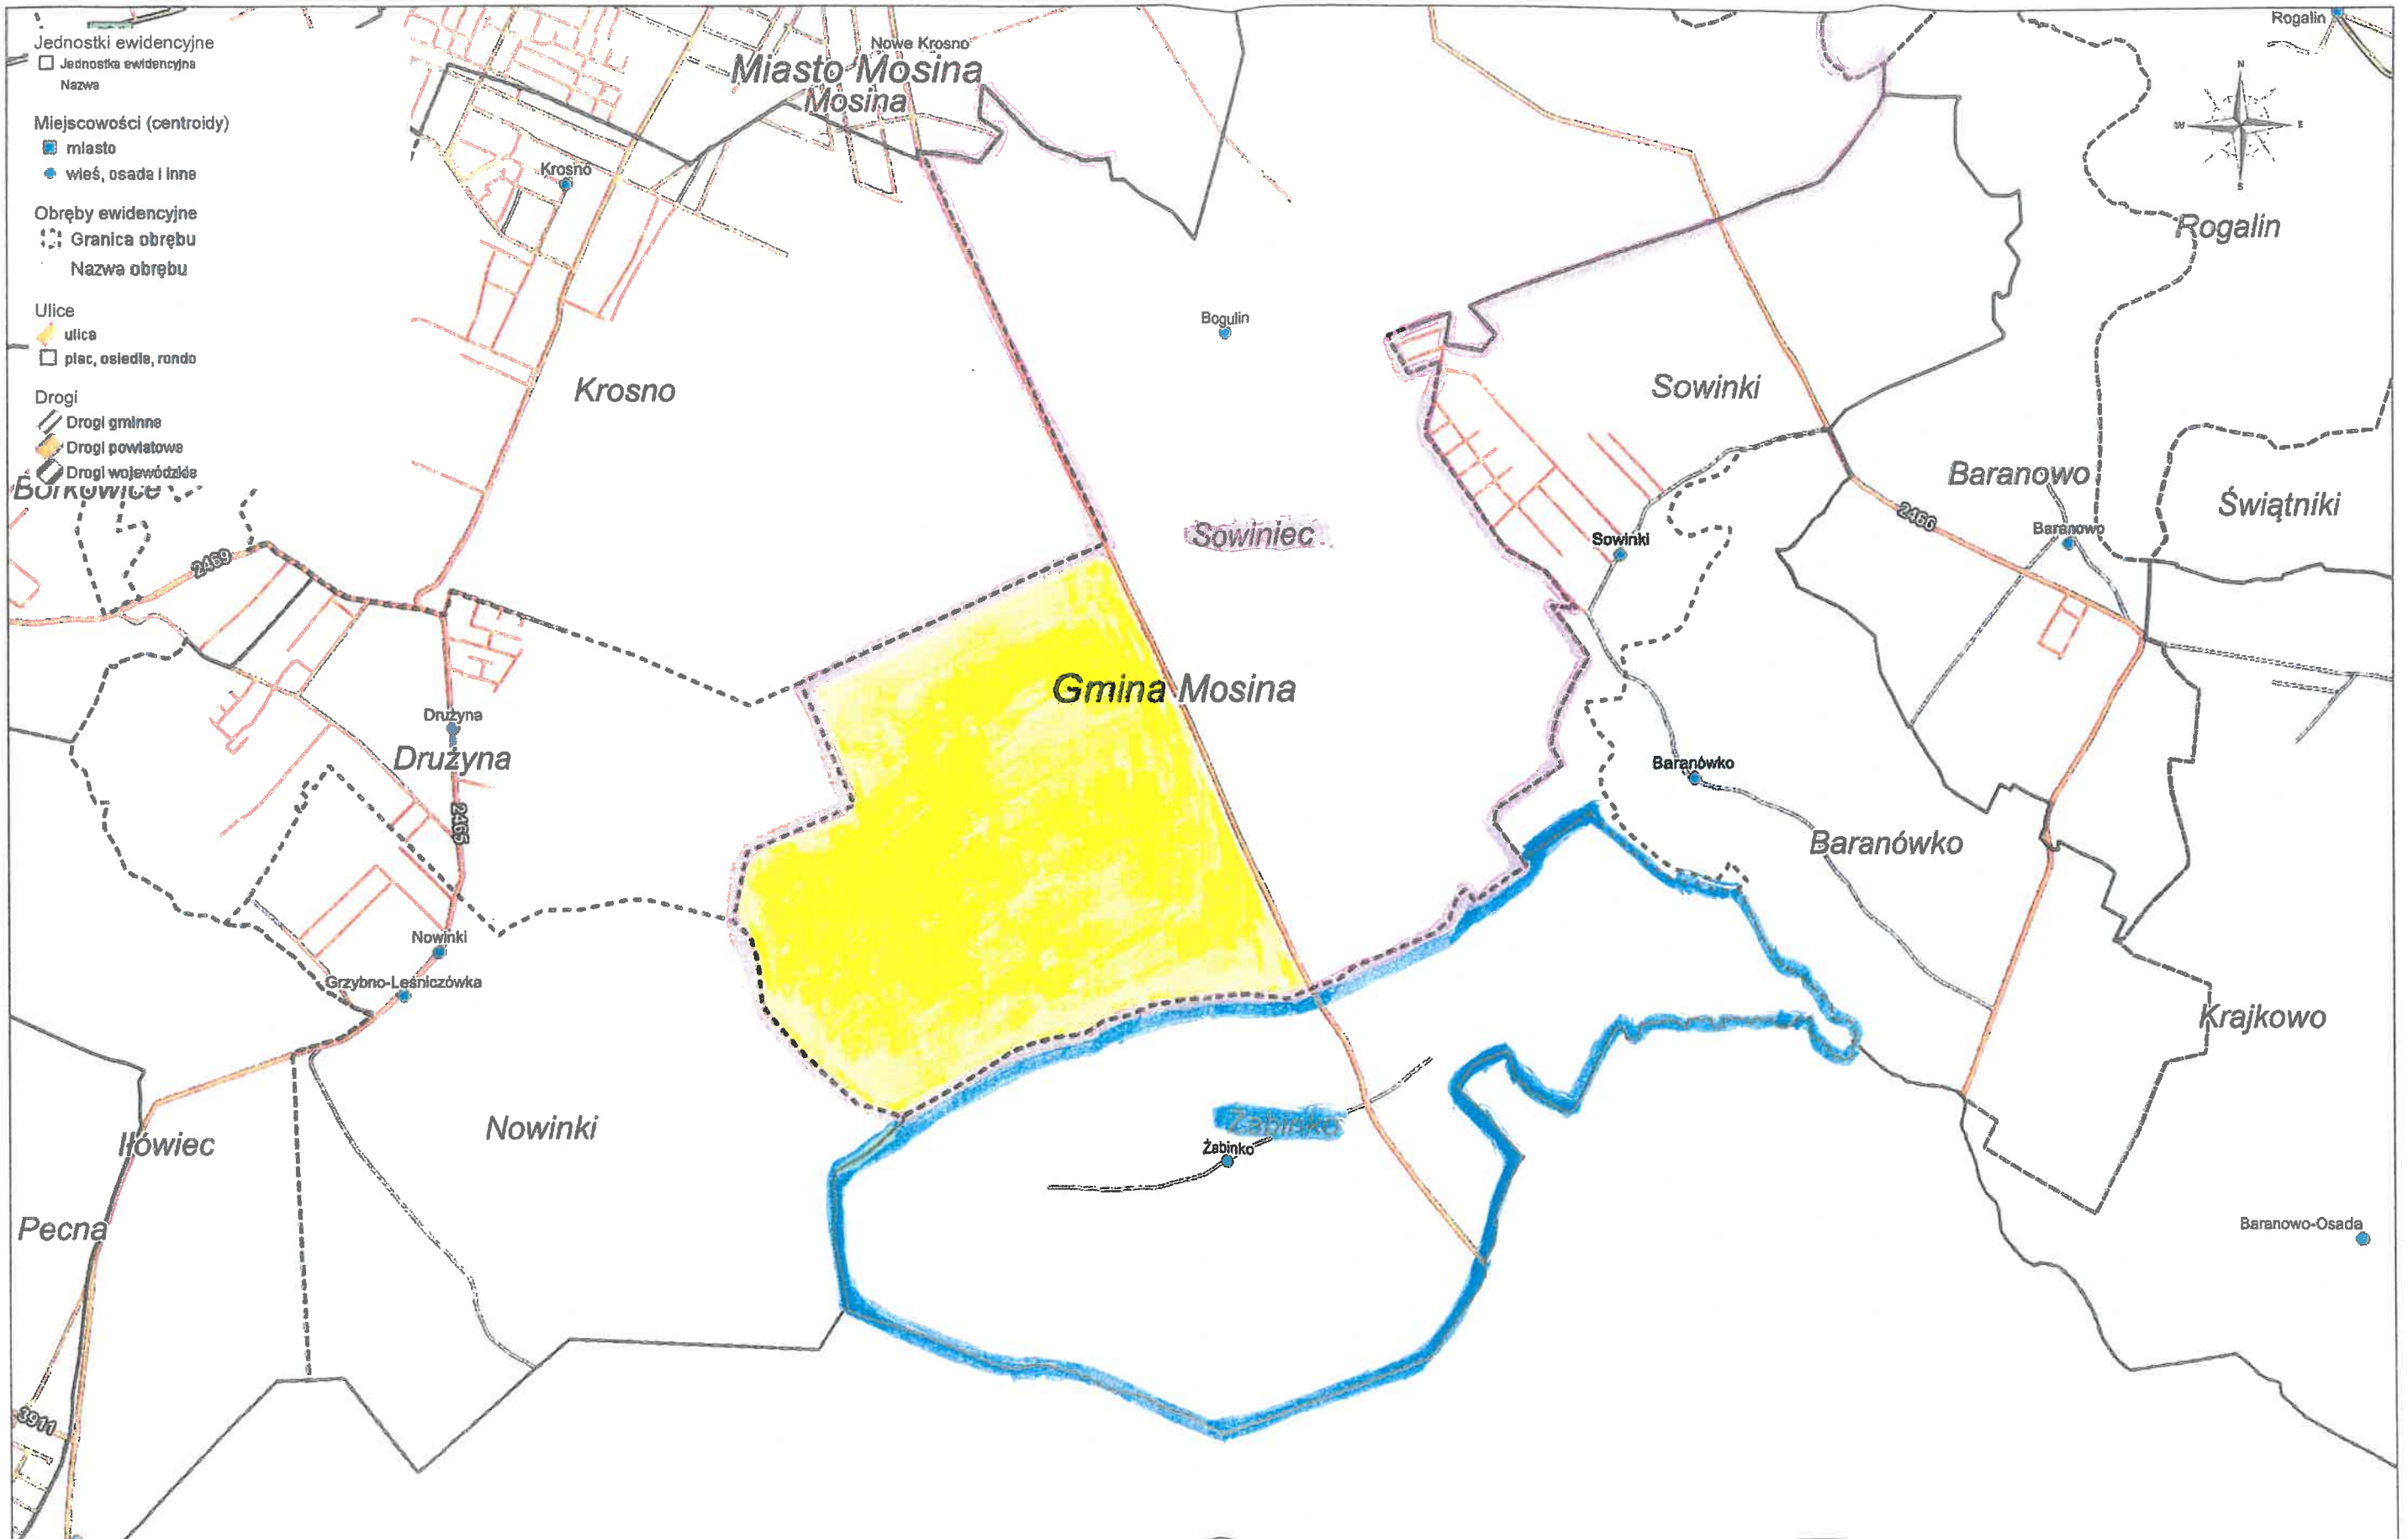 Jednostki ewidencyjne
Jednostka ewidencyjna
Nazwa
Miejscowości (centroidy)
miasto
wieś, osada i inne
Obręby ewidencyjne
Granica obrębu
Nazwa obrębu
Ulice
ulica
plac, osiedle, rondo
Drogi
Drogi gminne
Drogi powiatowe
Drogi wojewódzkie
Borkowice
Nowe Krosno
Miasto Mosina
Mosina
Krosno
Rogalin
N
W
E
S
Rogalin
Bogulin
Krosno
Sowinki
Baranowo
Świątniki
2466
Baranowo
Sowiniec
Sowinki
2469
Gmina Mosina
Drużyna
Drużyna
2465
Baranówko
Baranówko
Nowinki
Grzybno-Leśniczówka
Krajkowo
Nowinki
Żabinko
Żabinko
Iłówiec
Pecna
Baranowo-Osada
3911